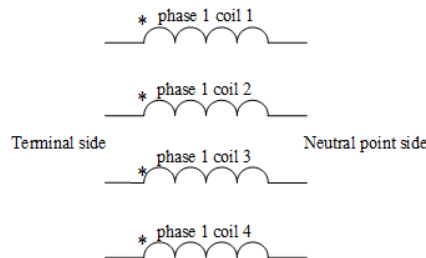 * phase 1 coil 1
* phase 1 coil 2
Terminal side
Neutral point side
* phase 1 coil 3
* phase 1 coil 4